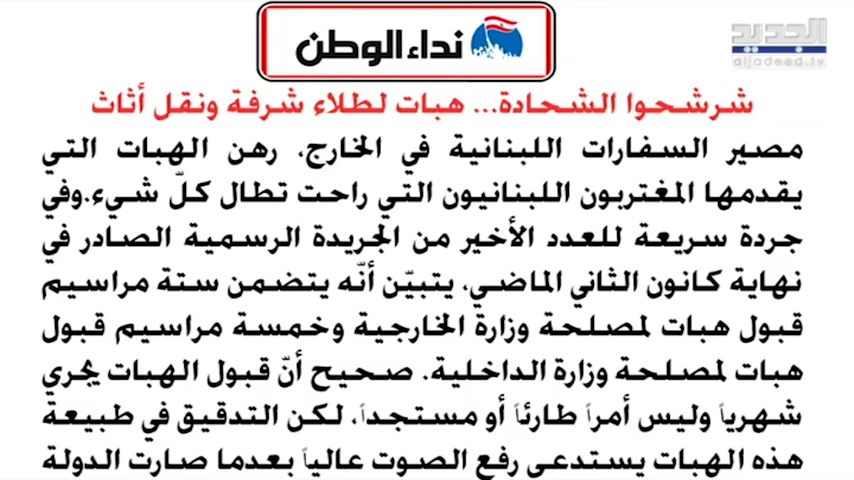 نداء الوطن
الجديد
aljadeed.tv
شرشحوا الشحادة... هبات لطلاء شرفة ونقل أثاث
مصير السفارات اللبنانية في الخارج، رهن الهبات التي
يقدمها المغتربون اللبنانيون التي راحت تطال كلّ شيء.وفي
جردة سريعة للعدد الأخير من الجريدة الرسمية الصادر في
نهاية كانون الثاني الماضي، يتبيّن أنّه يتضمن ستة مراسيم
قبول هبات لمصلحة وزارة الخارجية وخمسة مراسيم قبول
هبات لمصلحة وزارة الداخلية. صحيح أنّ قبول الهبات يجري
شهرياً وليس أمراً طارئاً أو مستجداً، لكن التدقيق في طبيعة
هذه الهبات يستدعي رفع الصوت عالياً بعدما صارت الدولة